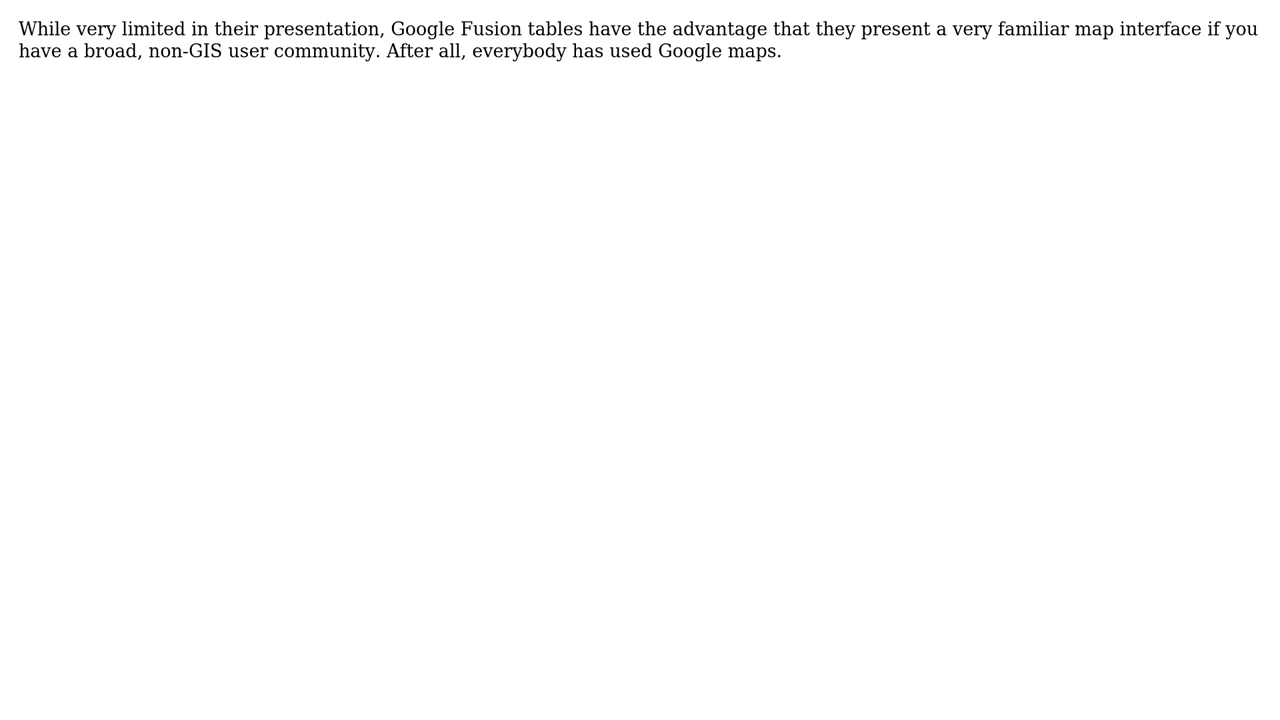 While very limited in their presentation, Google Fusion tables have the advantage that they present a very familiar map interface if you
have a broad, non-GIS user community. After all, everybody has used Google maps.